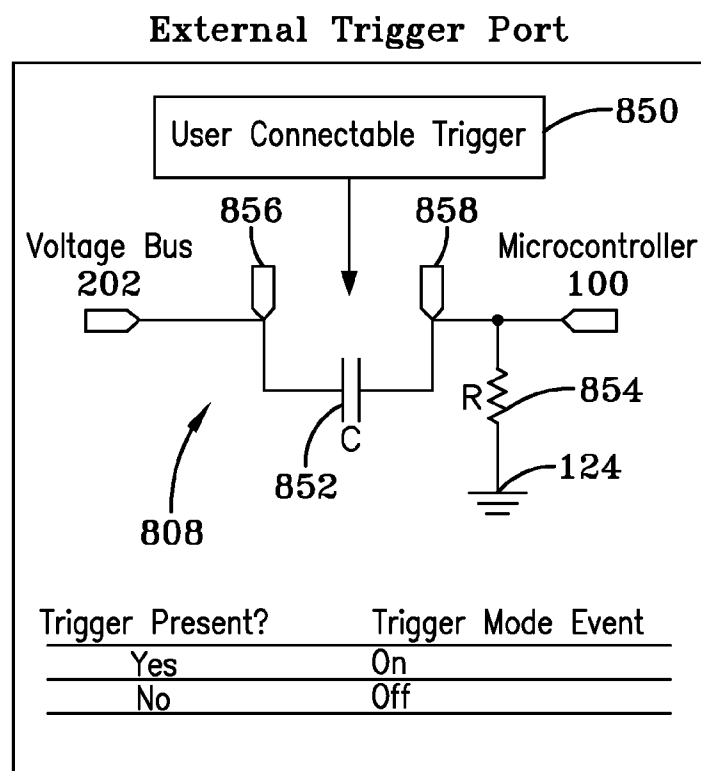 External Trigger Port
User Connectable Trigger
850
856
858
Voltage Bus
202
Microcontroller
100
R
854
C
852
124
808
Trigger Present? Trigger Mode Event
Yes On
No Off